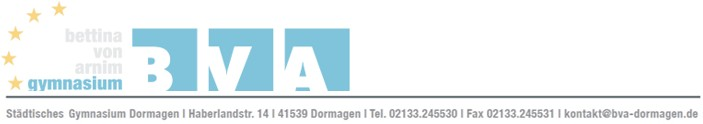 bettina
von
arnim
gymnasium
BVA
Städtisches Gymnasium Dormagen I Haberlandstr. 14 I 41539 Dormagen I Tel. 02133.245530 I Fax 02133.245531 I kontakt@bva-dormagen.de